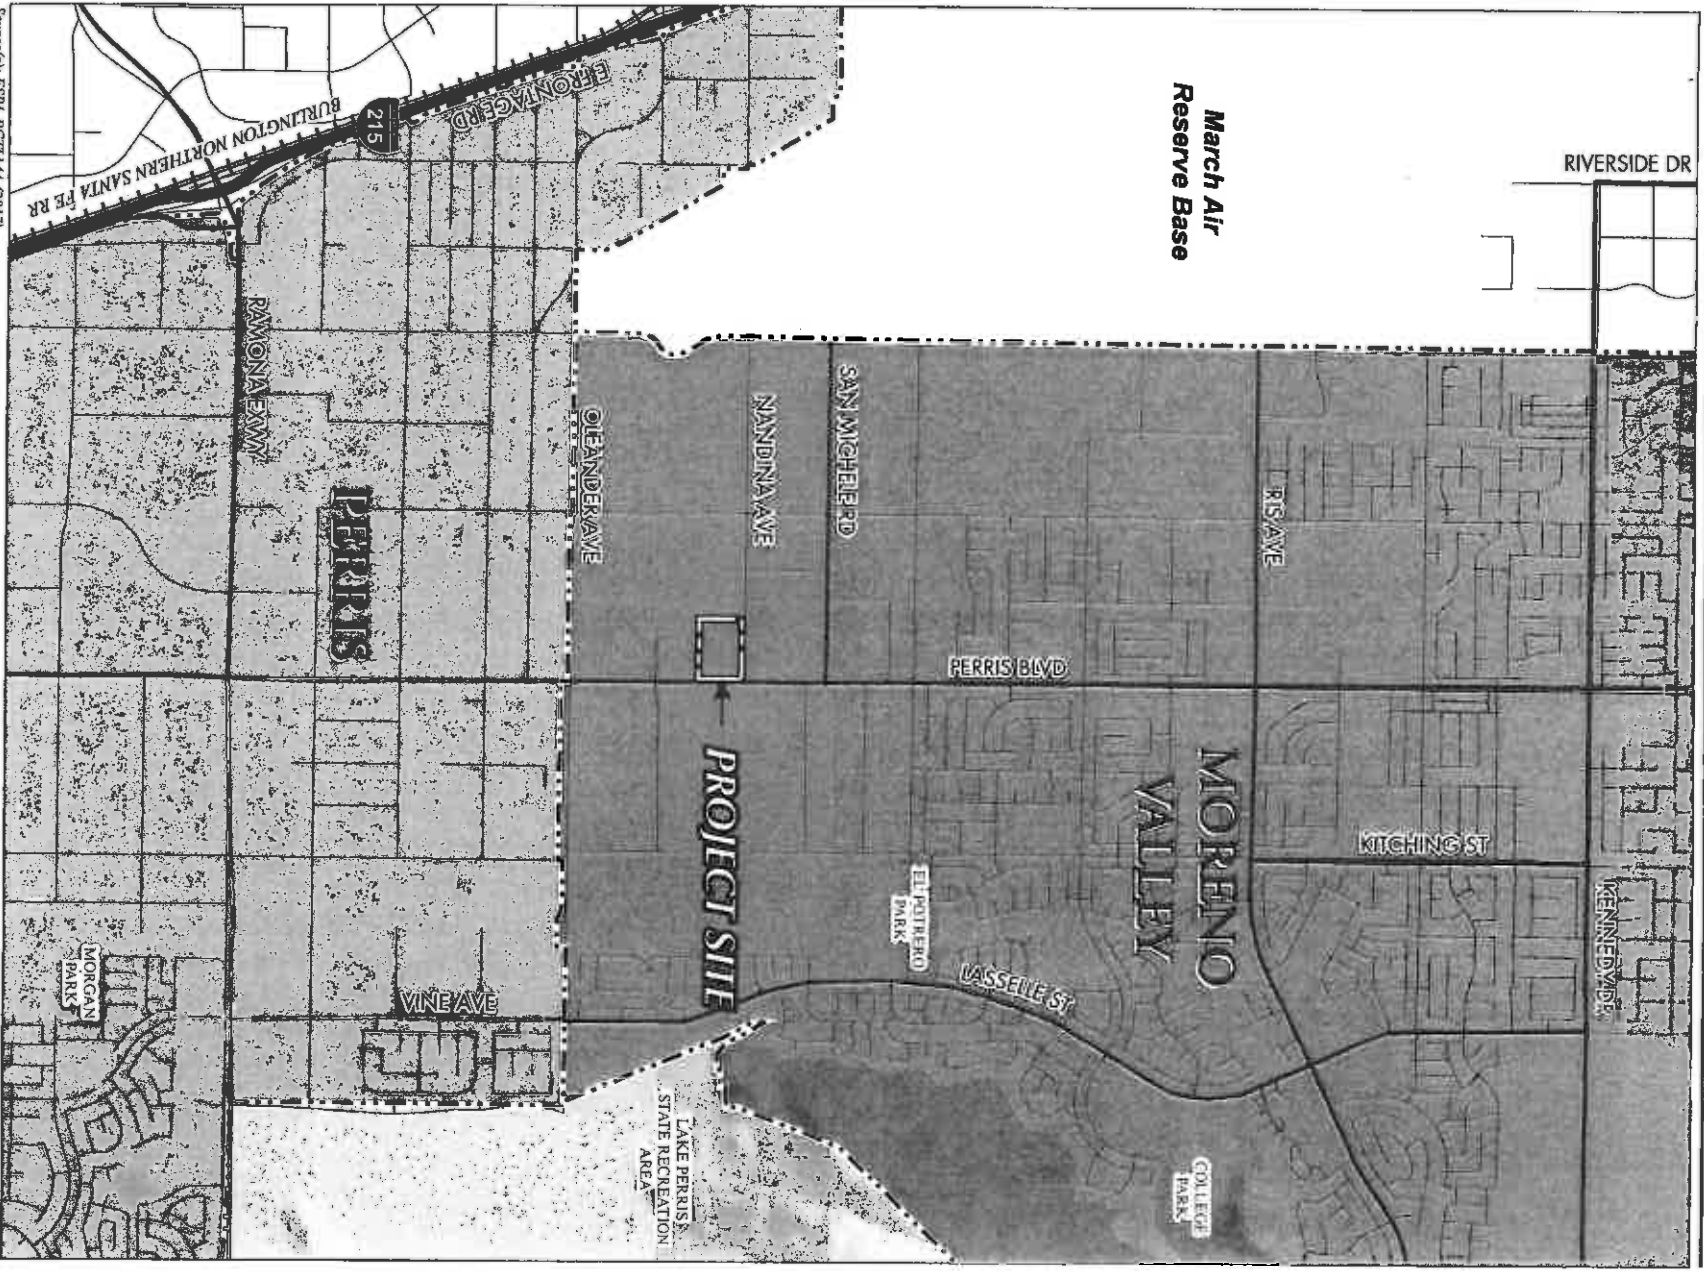 RIVERSIDE DR
March Air
Reserve Base
E FRONTAGE RD
215
BURLINGTON NORTHERN SANTA FE RR
RAMONA EXWY
OLEANDER AVE
NANDINA AVE
SAN MICHELE RD
RIS AVE
PERRIS
PERRIS BLVD
PROJECT SITE
MORENO
VALLEY
KITCHING ST
KENNEDY DR
EL POTRERO
PARK
LASSELLE ST
MORGAN
PARK
VINE AVE
LAKE PERRIS
STATE RECREATION
AREA
COLLEGE
PARK